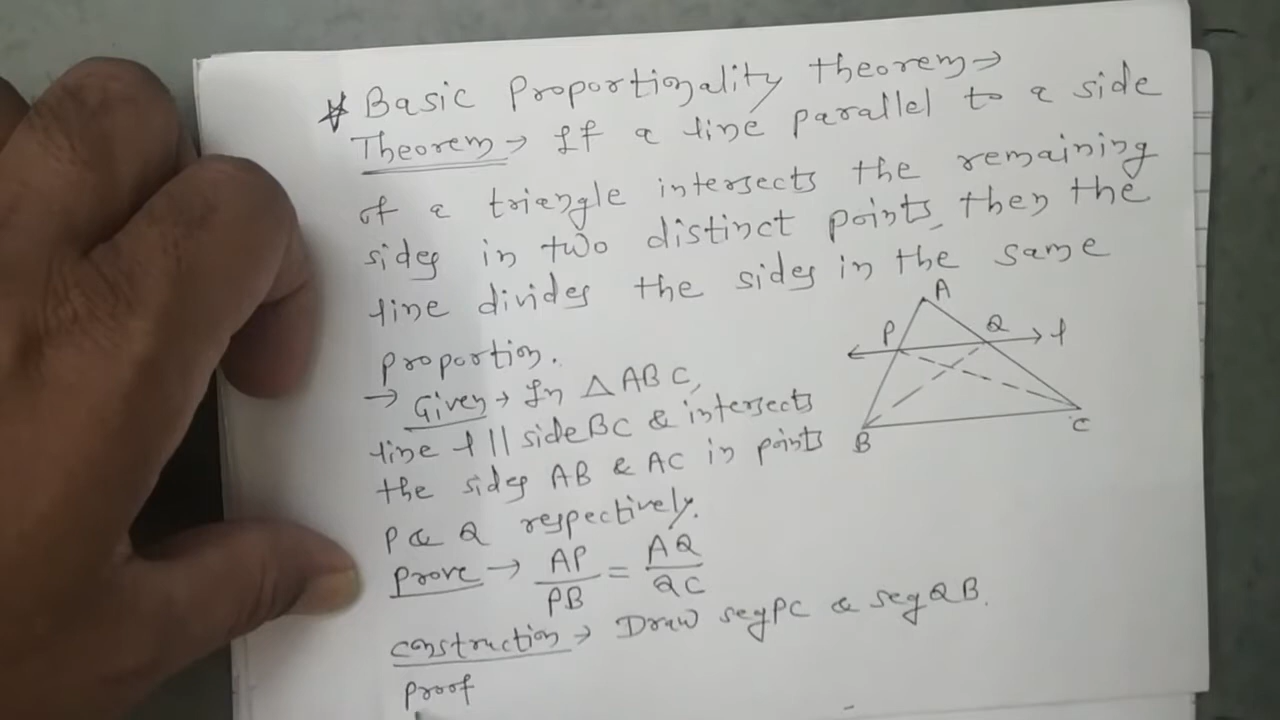 * Basic Proportionality theorem →
Theorem → If a line parallel to a side
of a triangle intersects the remaining
sides in two distinct points, then the
line divides the sides in the same
proportion.
→ Given → In △ABC,
line l || side BC & intersects
the sides AB & AC in points
P & Q respectively.
Prove → AP/PB = AQ/QC
construction → Draw seg PC & seg QB.
Proof
A
P Q l
B C